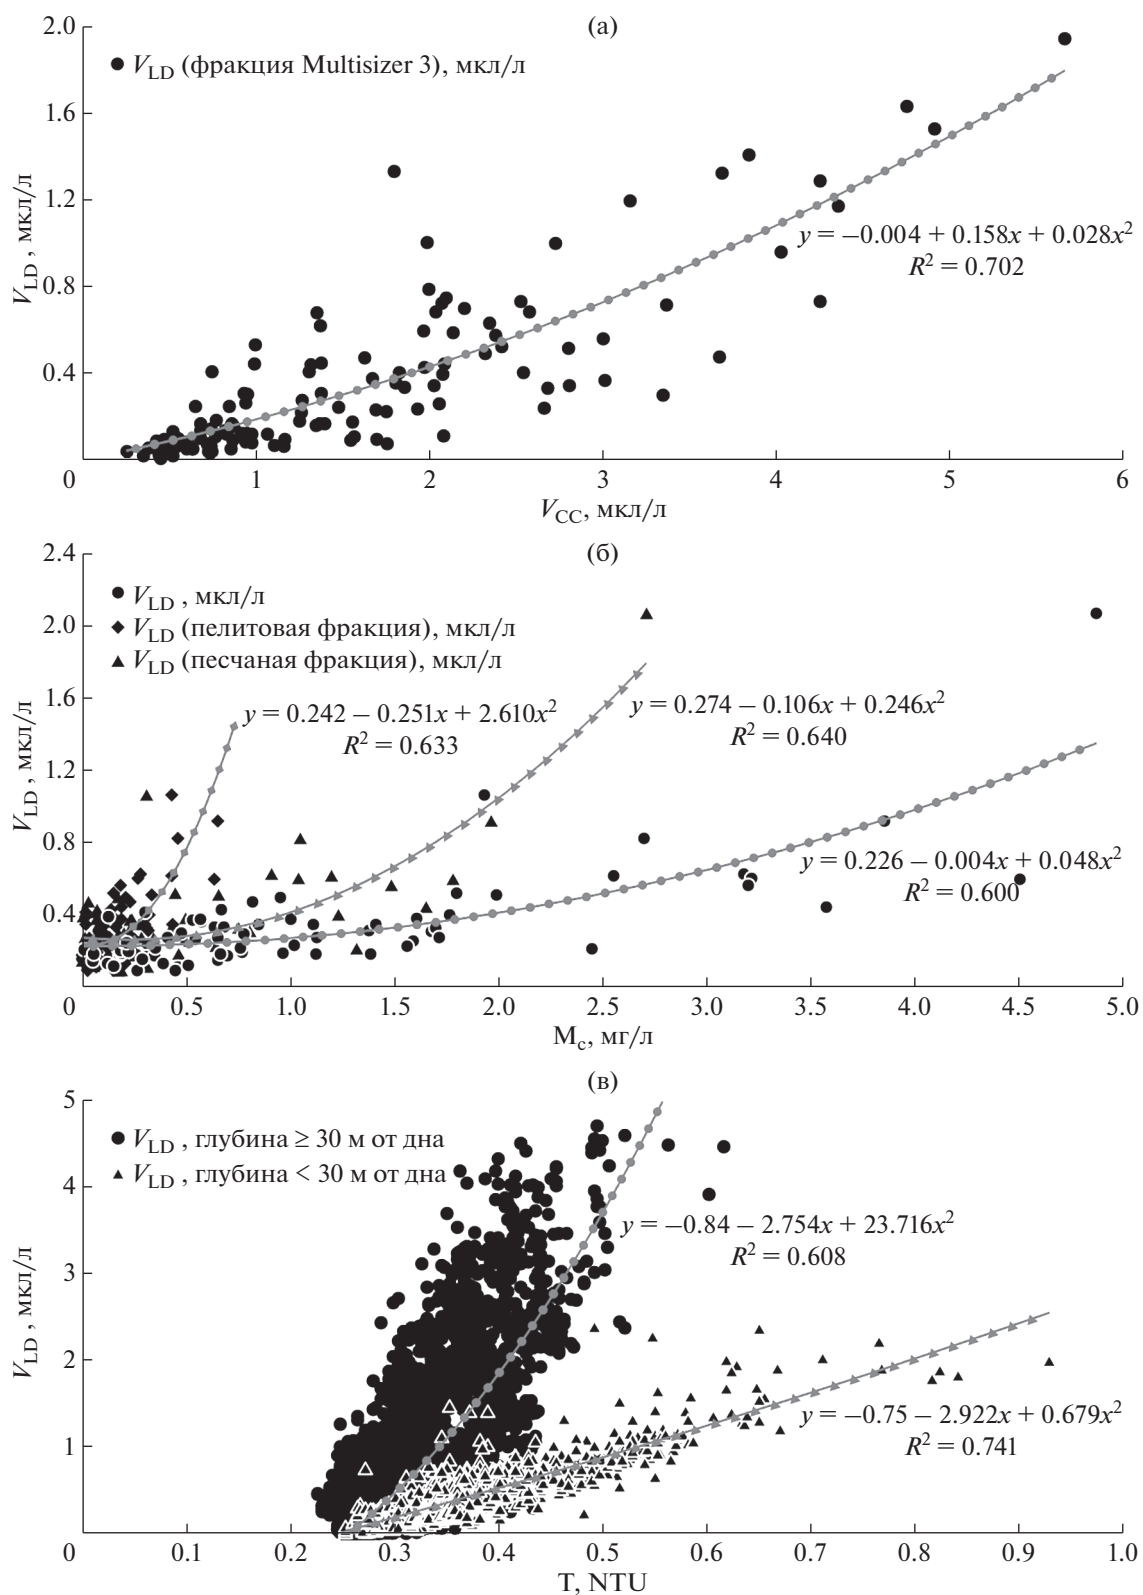 (а)
V_LD (фракция Multisizer 3), мкл/л
2.0
1.6
1.2
0.8
0.4
V_LD , мкл/л
y = −0.004 + 0.158x + 0.028x²
R² = 0.702
0 1 2 3 4 5 6
V_CC, мкл/л
(б)
V_LD , мкл/л
V_LD (пелитовая фракция), мкл/л
V_LD (песчаная фракция), мкл/л
2.4
2.0
1.6
1.2
0.8
0.4
V_LD , мкл/л
y = 0.242 − 0.251x + 2.610x²
R² = 0.633
y = 0.274 − 0.106x + 0.246x²
R² = 0.640
y = 0.226 − 0.004x + 0.048x²
R² = 0.600
0 0.5 1.0 1.5 2.0 2.5 3.0 3.5 4.0 4.5 5.0
M_c, мг/л
(в)
V_LD , глубина ≥ 30 м от дна
V_LD , глубина < 30 м от дна
5
4
3
2
1
V_LD , мкл/л
y = −0.84 − 2.754x + 23.716x²
R² = 0.608
y = −0.75 − 2.922x + 0.679x²
R² = 0.741
0 0.1 0.2 0.3 0.4 0.5 0.6 0.7 0.8 0.9 1.0
T, NTU